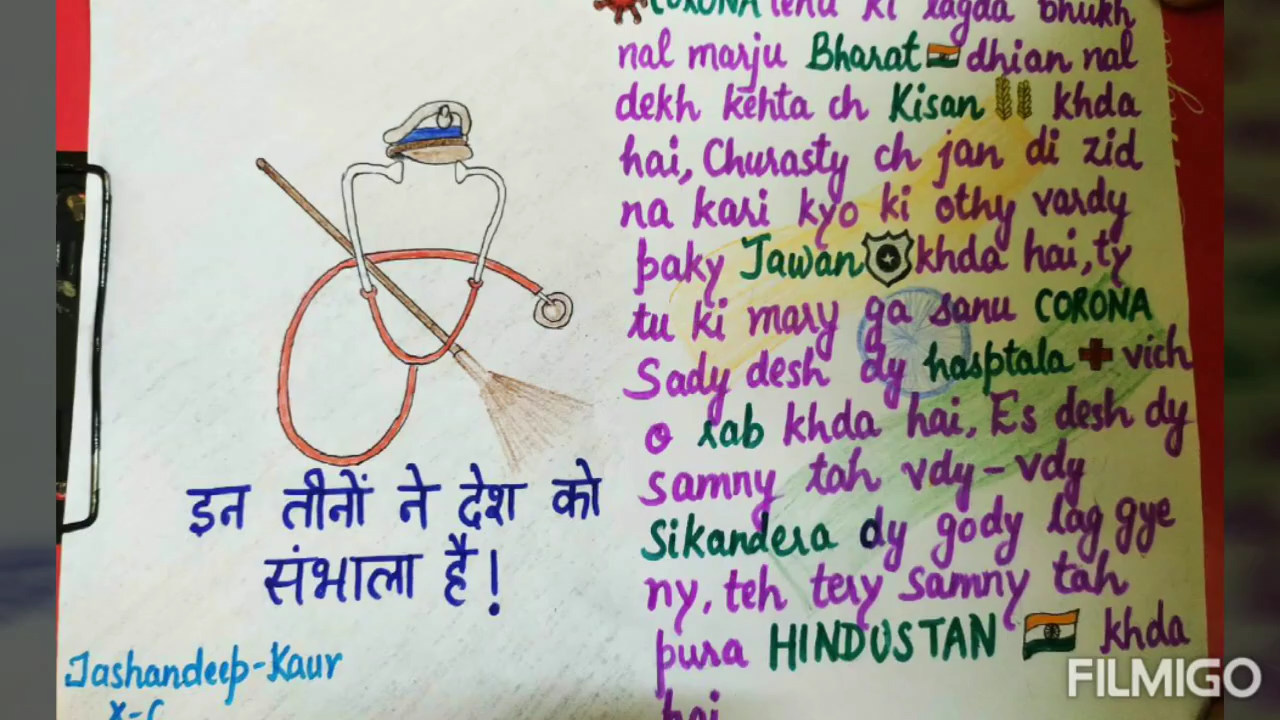 इन तीनों ने देश को
संभाला है!
Jashandeep-Kaur
X-C
CORONA tenu ki lagda bhukh
nal marju Bharat dhian nal
dekh kehta ch Kisan khda
hai, Churasty ch jan di zid
na kari kyo ki othy vardy
paky Jawan khda hai, ty
tu ki mary ga sanu CORONA
Sady desh dy hasptala vich
o rab khda hai, Es desh dy
samny tah vdy-vdy
Sikandera dy gody lag gye
ny, teh tery samny tah
pura HINDUSTAN khda
hai
FILMIGO